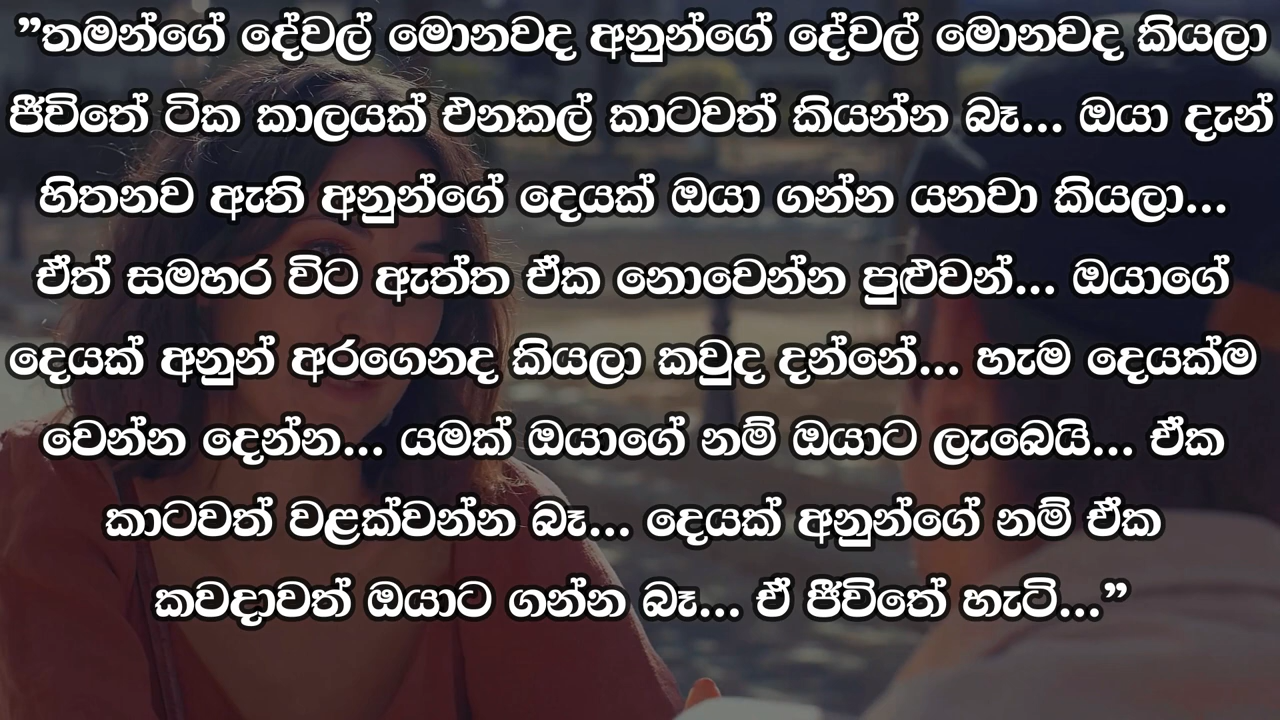 ”තමන්ගේ දේවල් මොනවද අනුන්ගේ දේවල් මොනවද කියලා
ජීවිතේ ටික කාලයක් එනකල් කාටවත් කියන්න බෑ... ඔයා දැන්
හිතනව ඇති අනුන්ගේ දෙයක් ඔයා ගන්න යනවා කියලා...
ඒත් සමහර විට ඇත්ත ඒක නොවෙන්න පුළුවන්... ඔයාගේ
දෙයක් අනුන් අරගෙනද කියලා කවුද දන්නේ... හැම දෙයක්ම
වෙන්න දෙන්න... යමක් ඔයාගේ නම් ඔයාට ලැබෙයි... ඒක
කාටවත් වළක්වන්න බෑ... දෙයක් අනුන්ගේ නම් ඒක
කවදාවත් ඔයාට ගන්න බෑ... ඒ ජීවිතේ හැටි...”